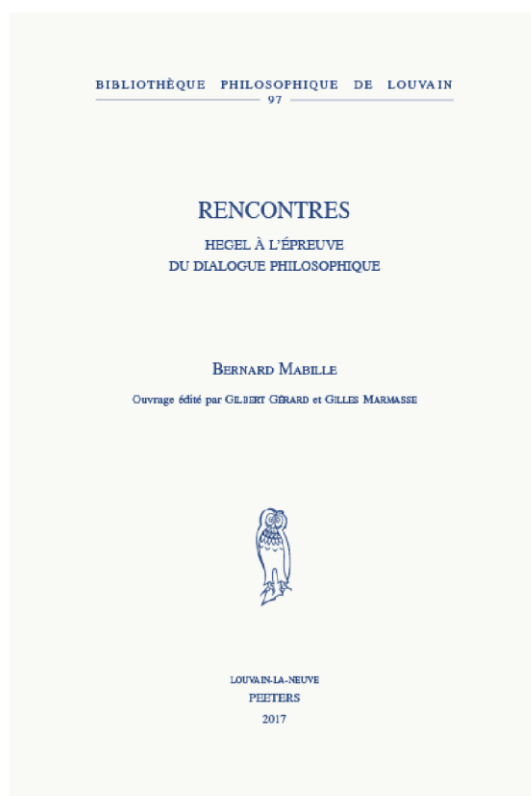 BIBLIOTHÈQUE PHILOSOPHIQUE DE LOUVAIN
97
RENCONTRES
HEGEL À L'ÉPREUVE
DU DIALOGUE PHILOSOPHIQUE
BERNARD MABILLE
Ouvrage édité par GILBERT GÉRARD et GILLES MARMASSE
LOUVAIN-LA-NEUVE
PEETERS
2017